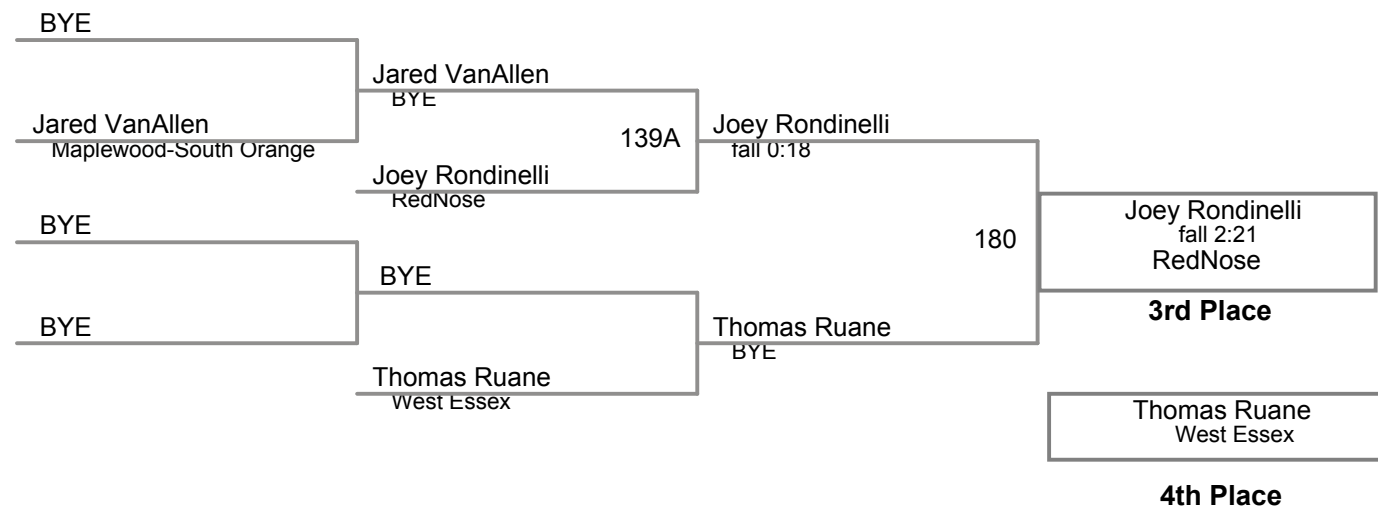 BYE
Jared VanAllen
BYE
Jared VanAllen
Maplewood-South Orange
139A
Joey Rondinelli
fall 0:18
Joey Rondinelli
RedNose
BYE
180
Joey Rondinelli
fall 2:21
RedNose
3rd Place
BYE
BYE
Thomas Ruane
BYE
Thomas Ruane
West Essex
Thomas Ruane
West Essex
4th Place